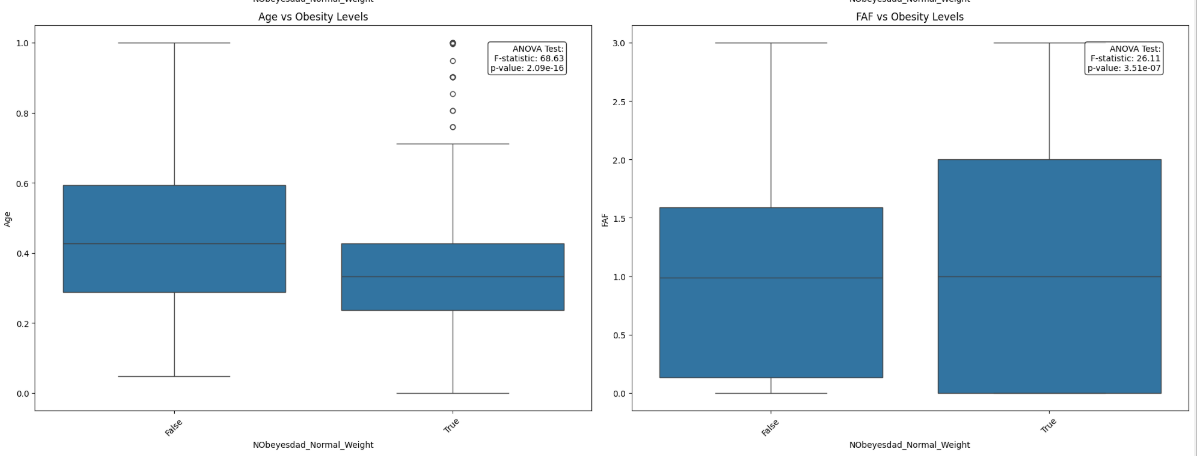 NObeyesdad_Normal_Weight
NObeyesdad_Normal_Weight
Age vs Obesity Levels
1.0
0.8
0.6
0.4
0.2
0.0
Age
ANOVA Test:
F-statistic: 68.63
p-value: 2.09e-16
False
True
NObeyesdad_Normal_Weight
FAF vs Obesity Levels
3.0
2.5
2.0
1.5
1.0
0.5
0.0
FAF
ANOVA Test:
F-statistic: 26.11
p-value: 3.51e-07
False
True
NObeyesdad_Normal_Weight